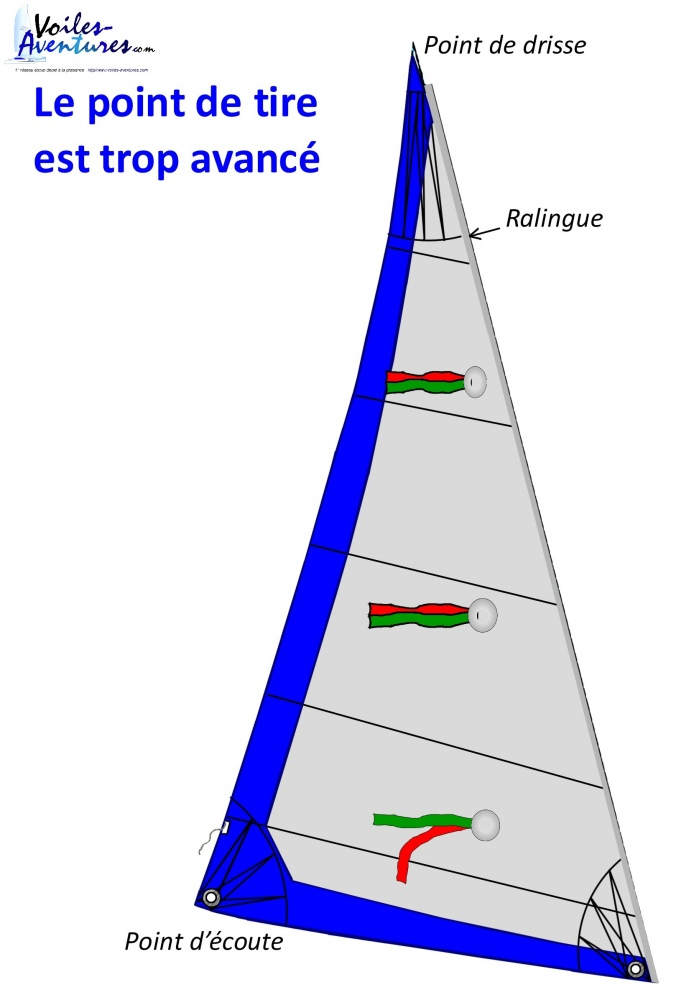 Voiles-
Aventures.com
Point de drisse
Le point de tire
est trop avancé
Ralingue
Point d'écoute